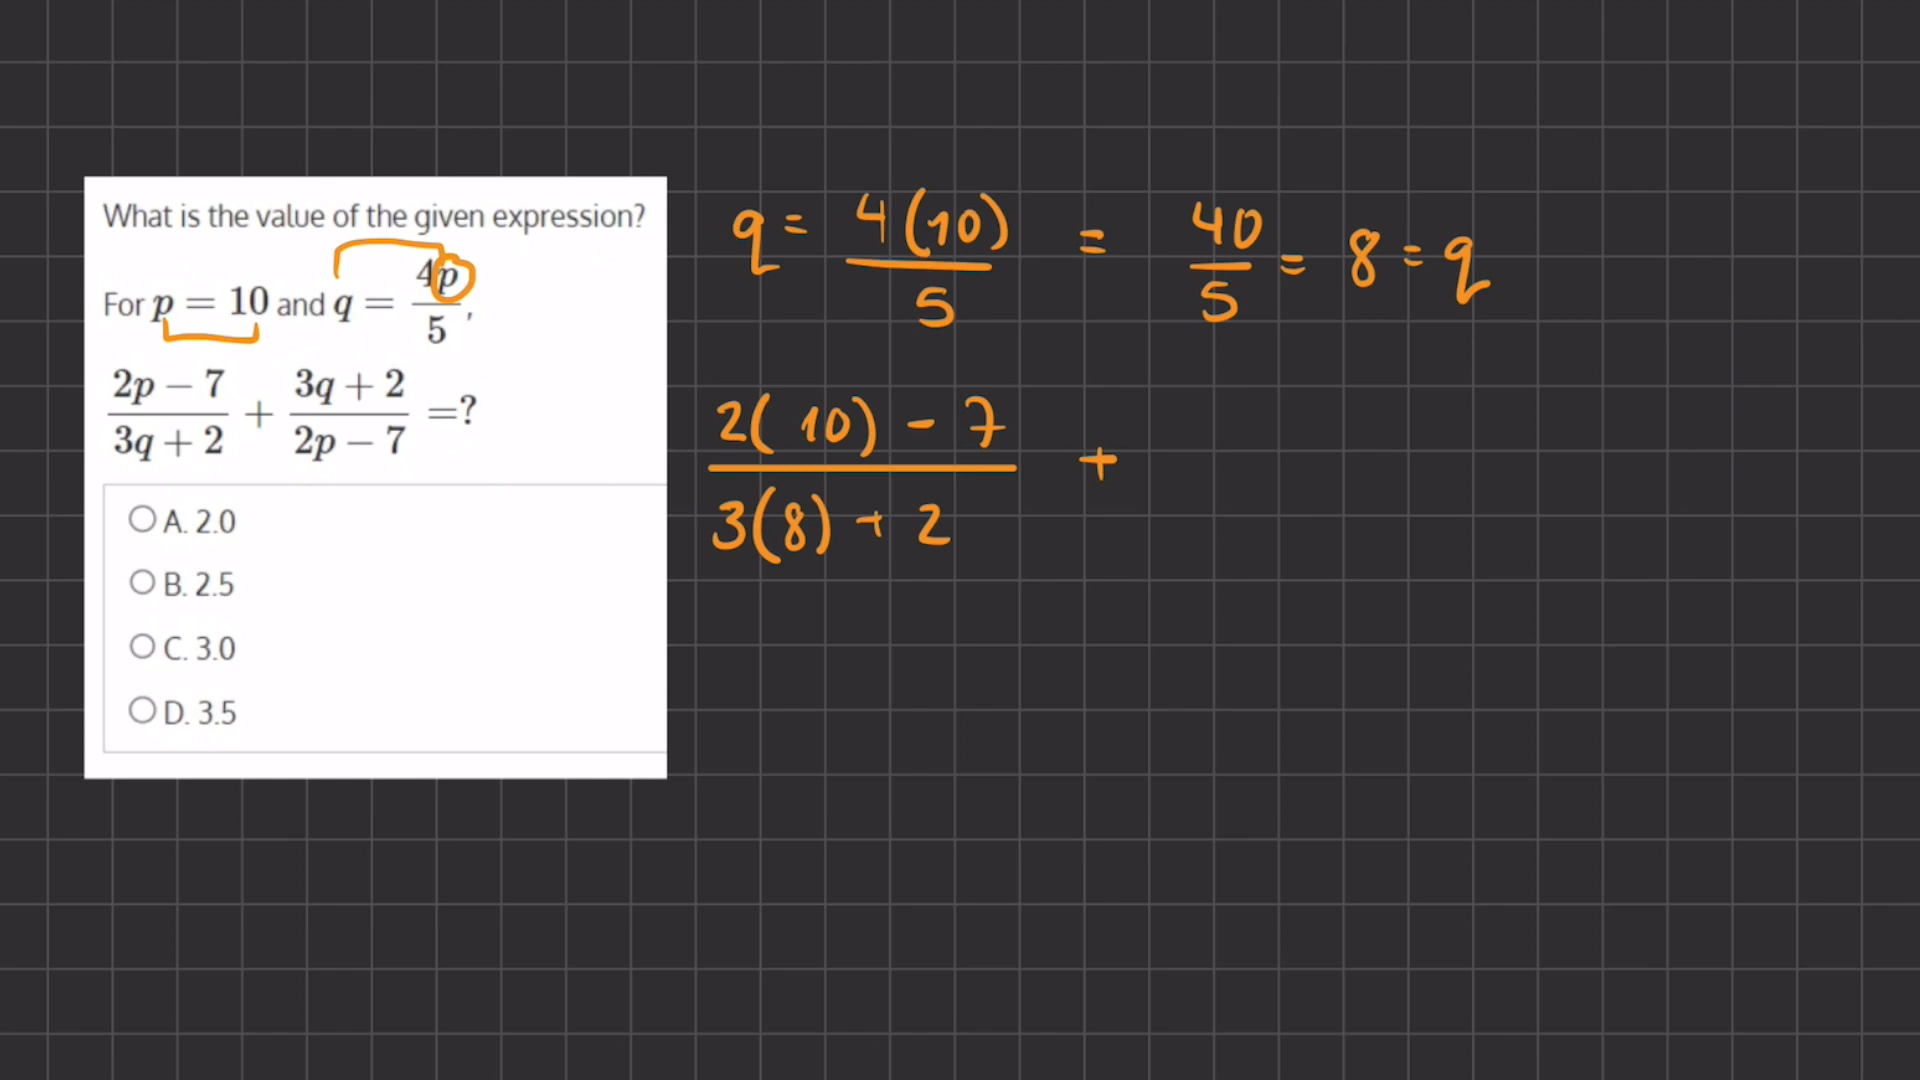 What is the value of the given expression?
For p = 10 and q = 4p/5,
(2p − 7)/(3q + 2) + (3q + 2)/(2p − 7) =?
A. 2.0
B. 2.5
C. 3.0
D. 3.5
q = 4(10)/5 = 40/5 = 8 = q
(2(10) - 7)/(3(8) + 2) +